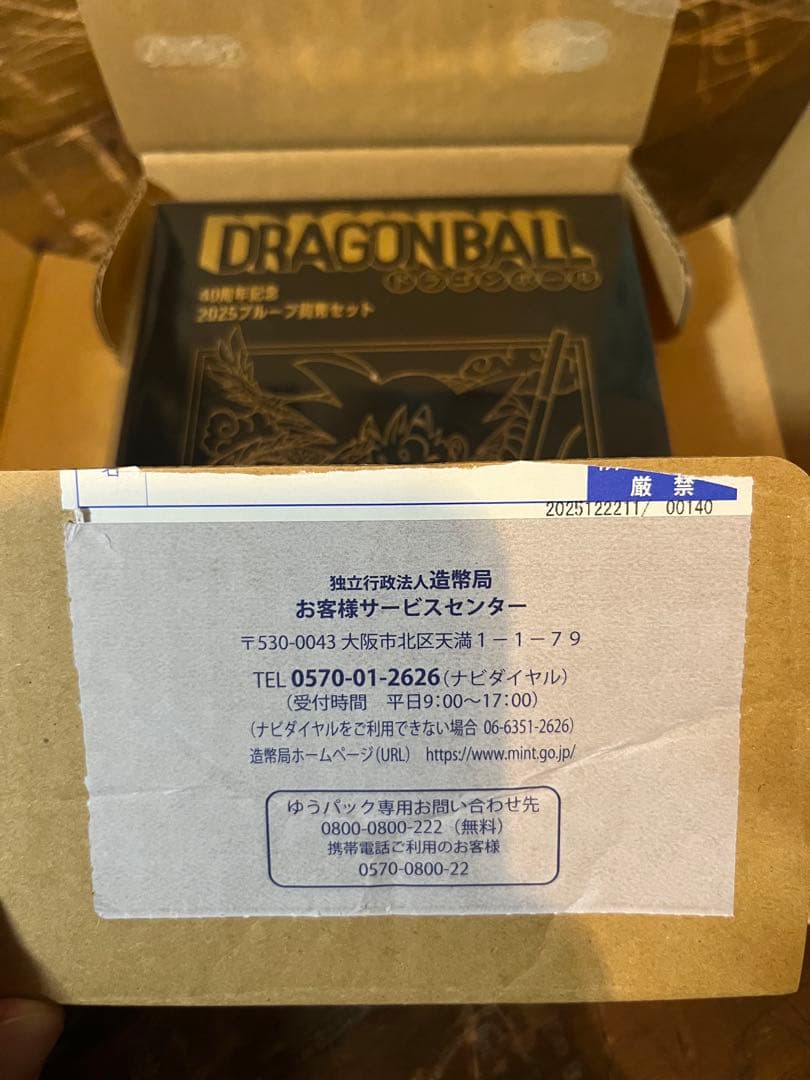 DRAGON BALL
ドラゴンボール
40周年記念
2025プルーフ貨幣セット
厳禁
2025122211/ 00140
独立行政法人造幣局
お客様サービスセンター
〒530-0043 大阪市北区天満1-1-79
TEL 0570-01-2626(ナビダイヤル)
(受付時間 平日9:00〜17:00)
(ナビダイヤルをご利用できない場合 06-6351-2626)
造幣局ホームページ(URL) https://www.mint.go.jp/
ゆうパック専用お問い合わせ先
0800-0800-222(無料)
携帯電話ご利用のお客様
0570-0800-22